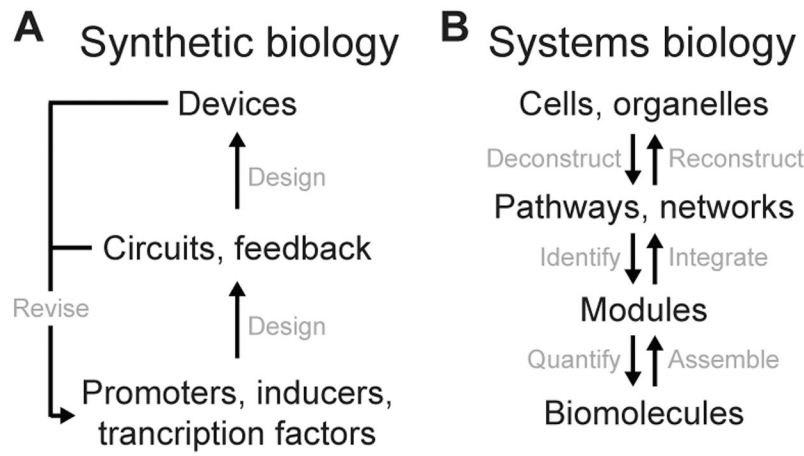 A
Synthetic biology
Devices
Design
Circuits, feedback
Revise
Design
Promoters, inducers,
trancription factors
B
Systems biology
Cells, organelles
Deconstruct
Reconstruct
Pathways, networks
Identify
Integrate
Modules
Quantify
Assemble
Biomolecules